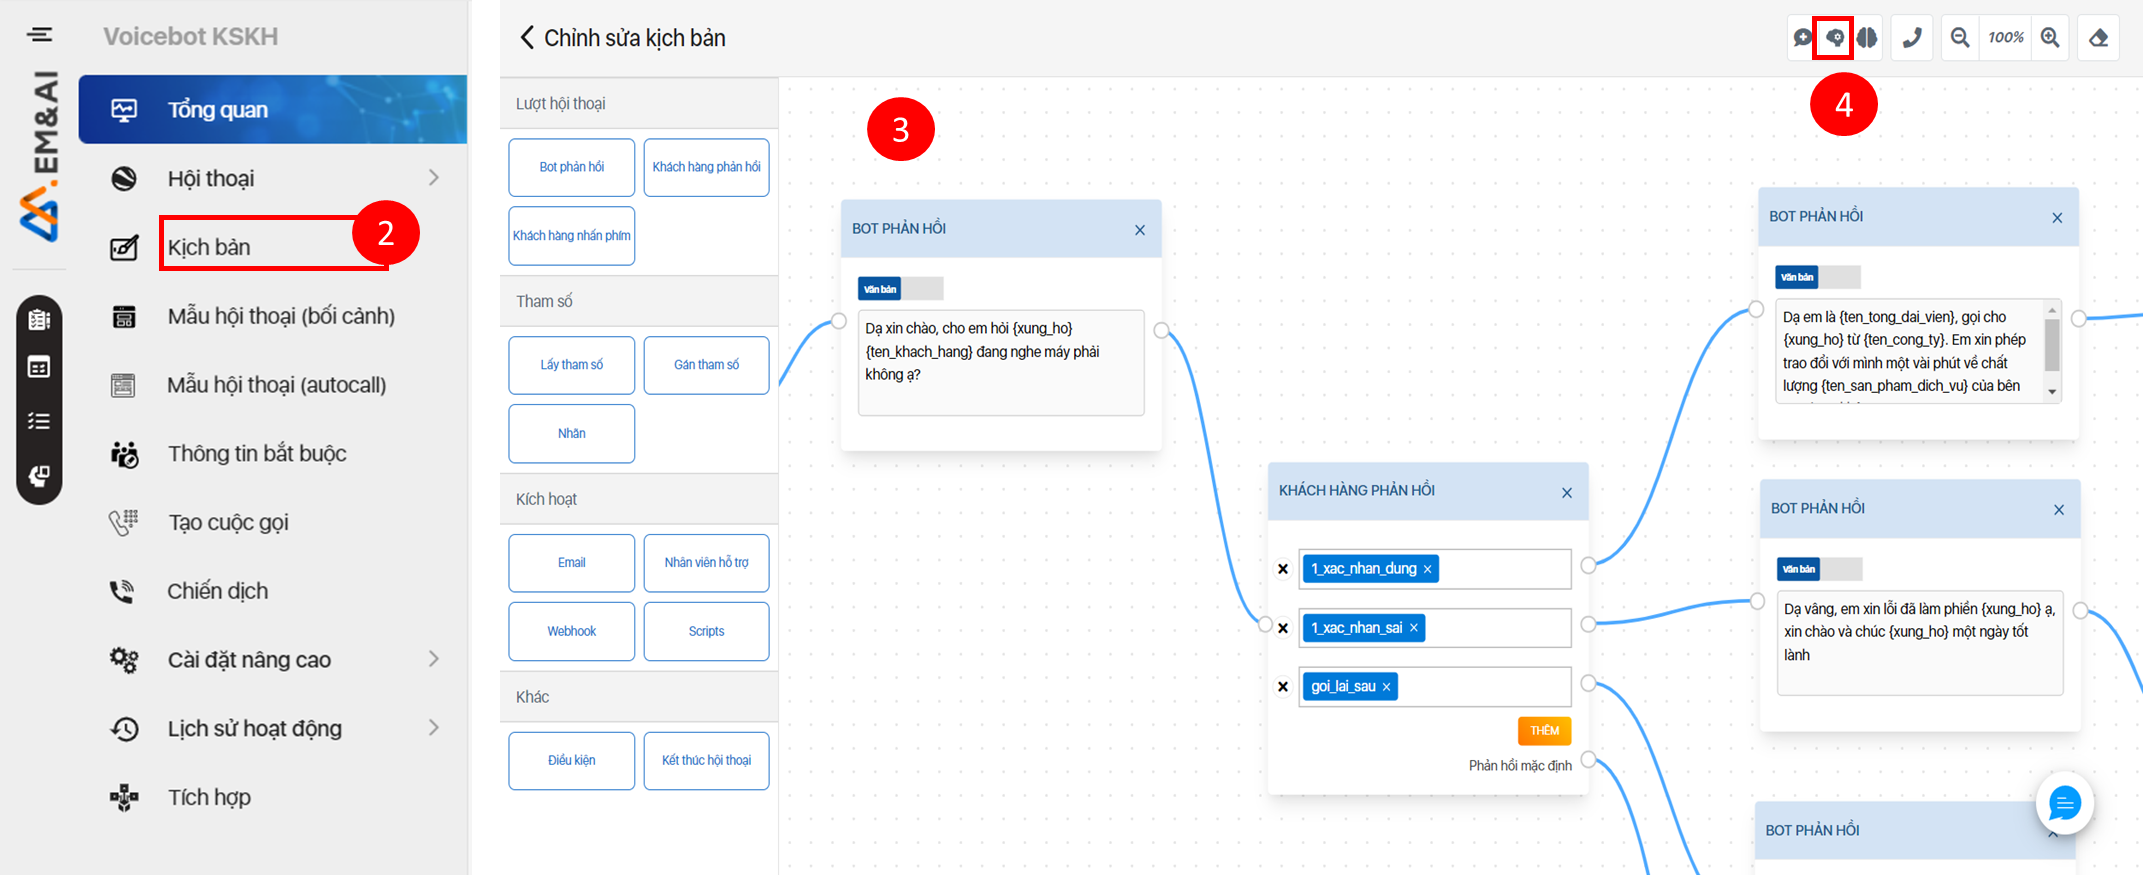 Voicebot KSKH
EM&AI
Tổng quan
Hội thoại
Kịch bản
2
Mẫu hội thoại (bối cảnh)
Mẫu hội thoại (autocall)
Thông tin bắt buộc
Tạo cuộc gọi
Chiến dịch
Cài đặt nâng cao
Lịch sử hoạt động
Tích hợp
Chỉnh sửa kịch bản
100%
4
Lượt hội thoại
Bot phản hồi
Khách hàng phản hồi
Khách hàng nhấn phím
Tham số
Lấy tham số
Gán tham số
Nhãn
Kích hoạt
Email
Nhân viên hỗ trợ
Webhook
Scripts
Khác
Điều kiện
Kết thúc hội thoại
3
BOT PHẢN HỒI
Văn bản
Dạ xin chào, cho em hỏi {xung_ho}
{ten_khach_hang} đang nghe máy phải
không ạ?
KHÁCH HÀNG PHẢN HỒI
1_xac_nhan_dung ×
1_xac_nhan_sai ×
goi_lai_sau ×
THÊM
Phản hồi mặc định
BOT PHẢN HỒI
Văn bản
Dạ em là {ten_tong_dai_vien}, gọi cho
{xung_ho} từ {ten_cong_ty}. Em xin phép
trao đổi với mình một vài phút về chất
lượng {ten_san_pham_dich_vu} của bên
BOT PHẢN HỒI
Văn bản
Dạ vâng, em xin lỗi đã làm phiền {xung_ho} ạ,
xin chào và chúc {xung_ho} một ngày tốt
lành
BOT PHẢN HỒI